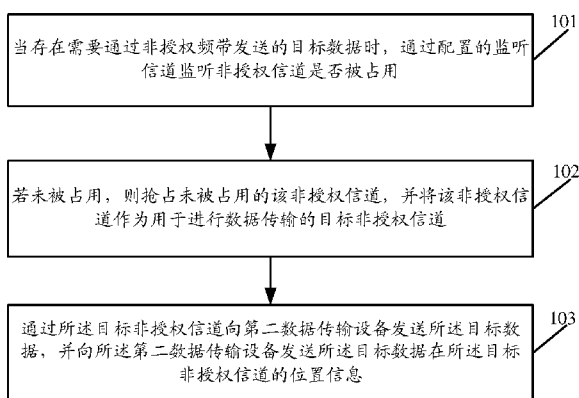 101
当存在需要通过非授权频带发送的目标数据时，通过配置的监听
信道监听非授权信道是否被占用
102
若未被占用，则抢占未被占用的该非授权信道，并将该非授权信
道作为用于进行数据传输的目标非授权信道
103
通过所述目标非授权信道向第二数据传输设备发送所述目标数
据，并向所述第二数据传输设备发送所述目标数据在所述目标
非授权信道的位置信息